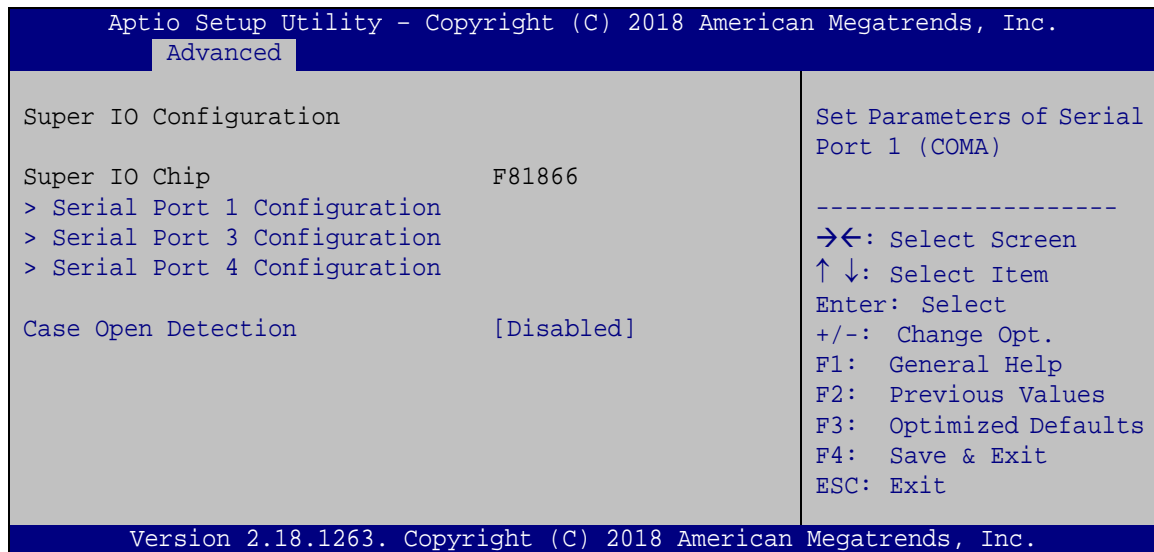 Aptio Setup Utility – Copyright (C) 2018 American Megatrends, Inc.
Advanced
Super IO Configuration
Super IO Chip F81866
> Serial Port 1 Configuration
> Serial Port 3 Configuration
> Serial Port 4 Configuration
Case Open Detection [Disabled]
Set Parameters of Serial
Port 1 (COMA)
---------------------
→←: Select Screen
↑ ↓: Select Item
Enter: Select
+/-: Change Opt.
F1: General Help
F2: Previous Values
F3: Optimized Defaults
F4: Save & Exit
ESC: Exit
Version 2.18.1263. Copyright (C) 2018 American Megatrends, Inc.